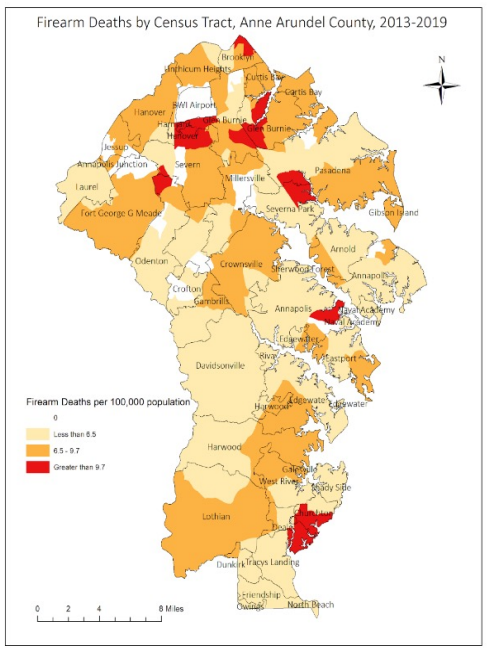 Firearm Deaths by Census Tract, Anne Arundel County, 2013-2019
N
Brooklyn
Linthicum Heights
Curtis Bay
Curtis Bay
BWI Airport
Hanover
Glen Burnie
Glen Burnie
Hanover
Jessup
Annapolis Junction
Severn
Laurel
Millersville
Pasadena
Fort George G Meade
Severna Park
Gibson Island
Odenton
Crownsville
Arnold
Sherwood Forest
Annapolis
Crofton
Gambrills
Annapolis
Naval Academy
Naval Academy
Edgewater
Riva
Eastport
Davidsonville
Firearm Deaths per 100,000 population
0
Less than 6.5
6.5 - 9.7
Greater than 9.7
Edgewater
Edgewater
Harwood
Harwood
Galesville
West River
Shady Side
Lothian
Churchton
Deale
Dunkirk
Tracys Landing
Friendship
Owings
North Beach
0 2 4 8 Miles